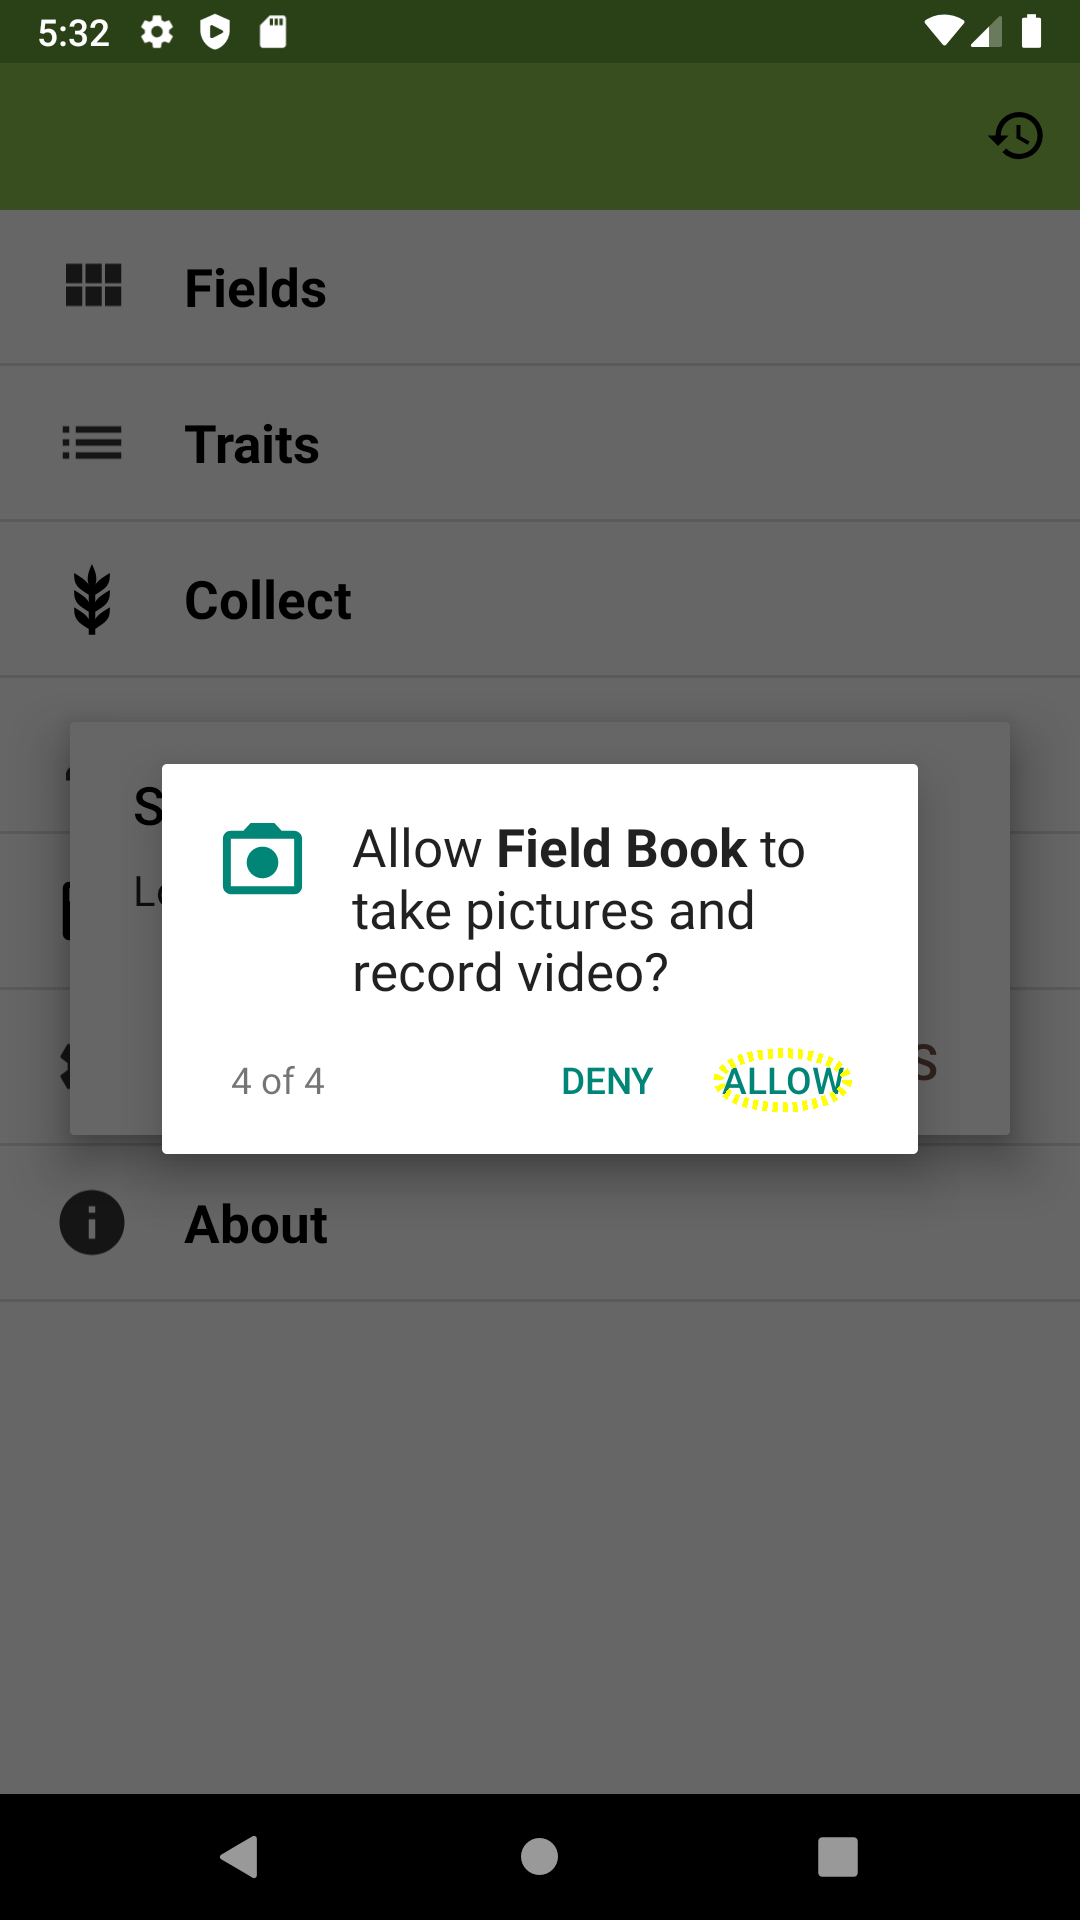 5:32
Fields
Traits
Collect
Allow Field Book to
take pictures and
record video?
4 of 4
DENY
ALLOW
About